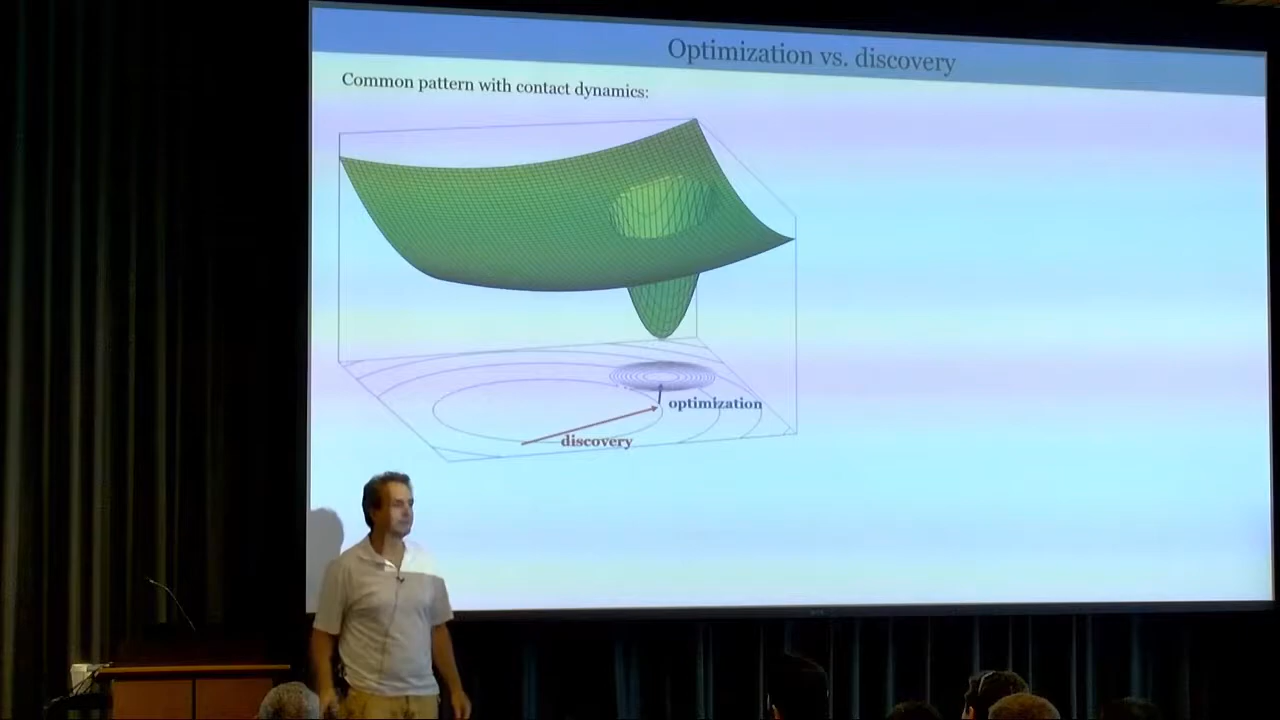 Optimization vs. discovery
Common pattern with contact dynamics:
optimization
discovery